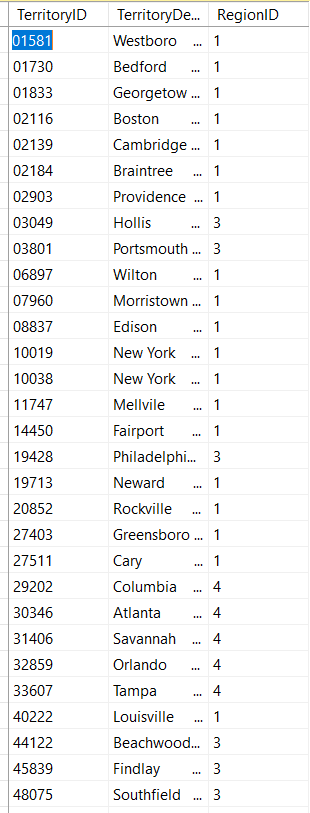 TerritoryID TerritoryDe... RegionID
01581 Westboro ... 1
01730 Bedford ... 1
01833 Georgetow ... 1
02116 Boston ... 1
02139 Cambridge ... 1
02184 Braintree ... 1
02903 Providence ... 1
03049 Hollis ... 3
03801 Portsmouth ... 3
06897 Wilton ... 1
07960 Morristown ... 1
08837 Edison ... 1
10019 New York ... 1
10038 New York ... 1
11747 Mellvile ... 1
14450 Fairport ... 1
19428 Philadelphi... 3
19713 Neward ... 1
20852 Rockville ... 1
27403 Greensboro ... 1
27511 Cary ... 1
29202 Columbia ... 4
30346 Atlanta ... 4
31406 Savannah ... 4
32859 Orlando ... 4
33607 Tampa ... 4
40222 Louisville ... 1
44122 Beachwood... 3
45839 Findlay ... 3
48075 Southfield ... 3